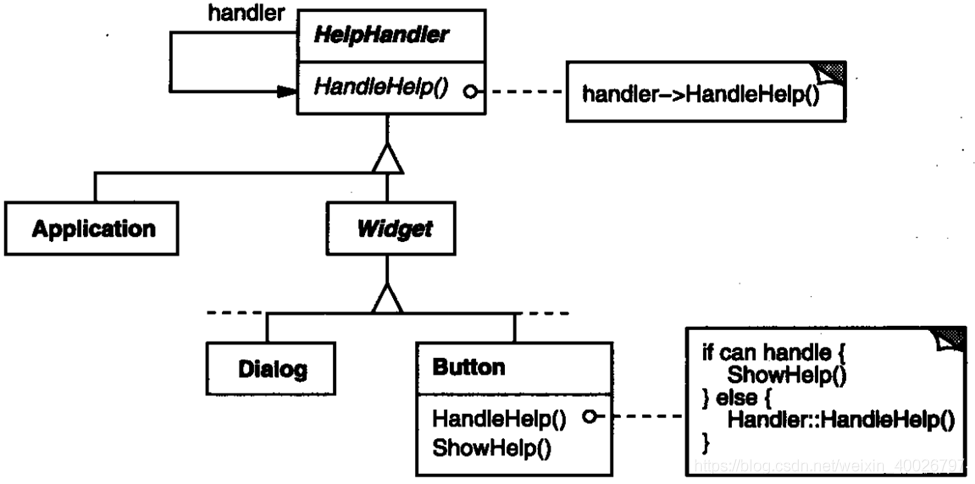 handler
HelpHandler
HandleHelp()
handler–>HandleHelp()
Application
Widget
Dialog
Button
HandleHelp()
ShowHelp()
if can handle {
ShowHelp()
} else {
Handler::HandleHelp()
}
https://blog.csdn.net/weixin_40026797